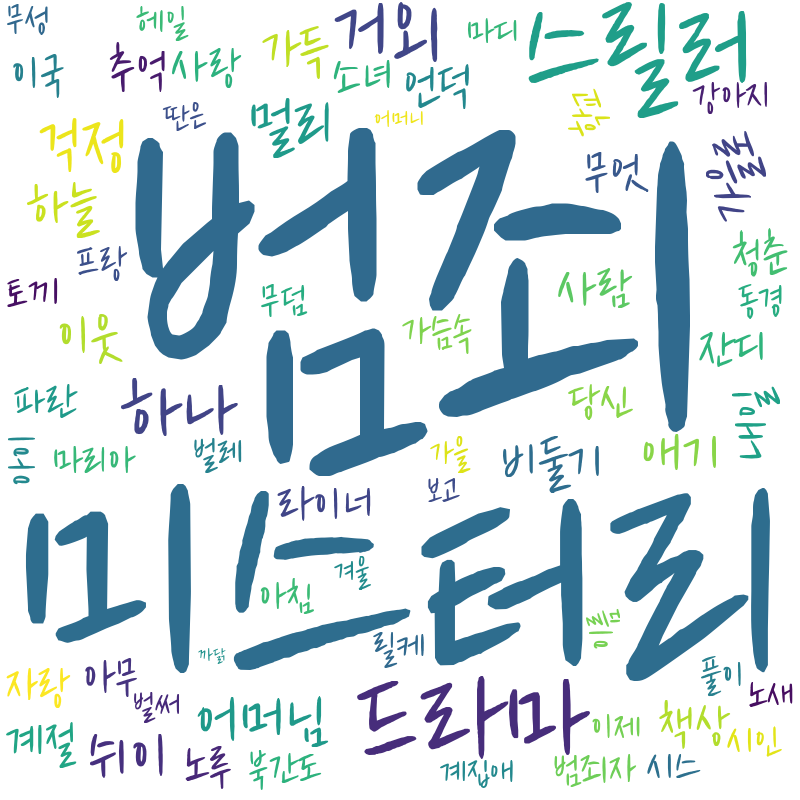 무성 헤일 거외 마디 스릴러
이국 추억 사랑 가득 소녀 언덕 강아지
딴은 멀리 어머니
걱정 범죄 무엇
하늘
프랑 청춘
토끼 무덤 사람 동경
이웃 가슴속 잔디
파란 하나 ㅁ 당신
마리아 벌레 가을 비둘기 애기
라이너 보고
미스터리
겨울
아침
까닭 릴케
자랑 아무 풀이
벌써 드라마 노새
계절 쉬이 노루 어머님 이제 책상 시인
북간도 계집애 범죄자 시스